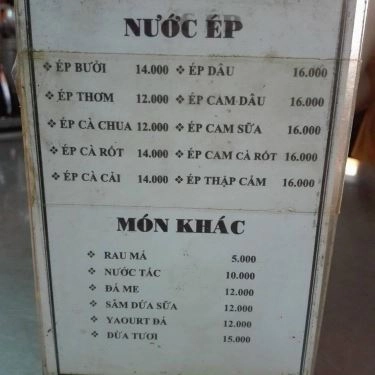 NƯỚC ÉP
❖ ÉP BƯỞI 14.000 ❖ ÉP DÂU 16.000
❖ ÉP THƠM 12.000 ❖ ÉP CAM DÂU 16.000
❖ ÉP CÀ CHUA 12.000 ❖ ÉP CAM SỮA 16.000
❖ ÉP CÀ RỐT 14.000 ❖ ÉP CAM CÀ RỐT 16.000
❖ ÉP CÀ CẢI 14.000 ❖ ÉP THẬP CẨM 16.000
MÓN KHÁC
❖ RAU MÁ 5.000
❖ NƯỚC TẮC 10.000
❖ ĐÁ ME 12.000
❖ SÂM DỨA SỮA 12.000
❖ YAOURT ĐÁ 12.000
❖ DỪA TƯƠI 15.000